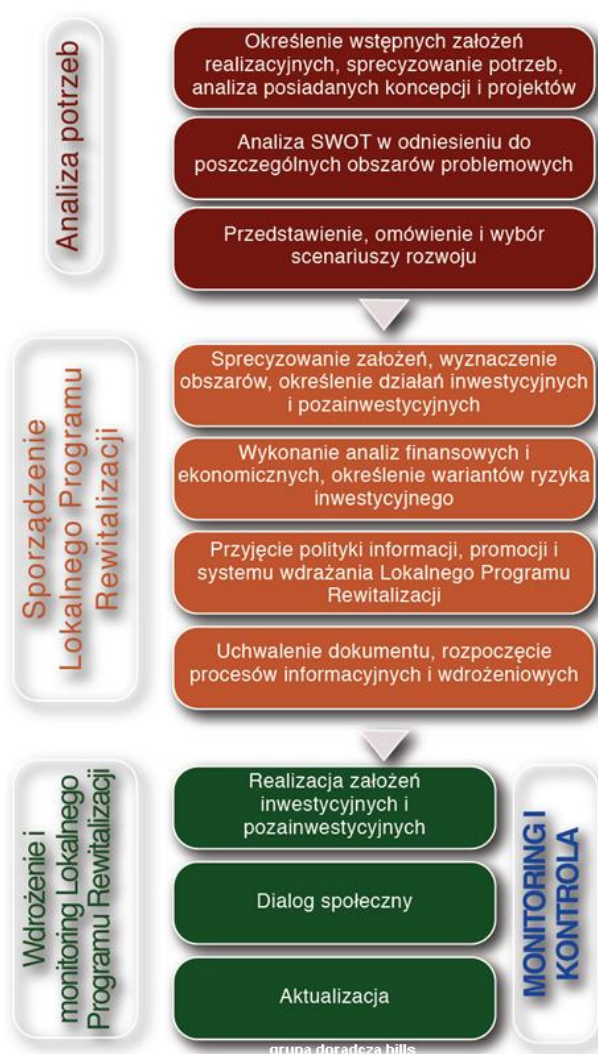 Analiza potrzeb
Określenie wstępnych założeń
realizacyjnych, sprecyzowanie potrzeb,
analiza posiadanych koncepcji i projektów
Analiza SWOT w odniesieniu do
poszczególnych obszarów problemowych
Przedstawienie, omówienie i wybór
scenariuszy rozwoju
Sporządzenie
Lokalnego Programu
Rewitalizacji
Sprecyzowanie założeń, wyznaczenie
obszarów, określenie działań inwestycyjnych
i pozainwestycyjnych
Wykonanie analiz finansowych i
ekonomicznych, określenie wariantów ryzyka
inwestycyjnego
Przyjęcie polityki informacji, promocji i
systemu wdrażania Lokalnego Programu
Rewitalizacji
Uchwalenie dokumentu, rozpoczęcie
procesów informacyjnych i wdrożeniowych
Wdrożenie i
monitoring Lokalnego
Programu Rewitalizacji
Realizacja założeń
inwestycyjnych i
pozainwestycyjnych
Dialog społeczny
Aktualizacja
MONITORING I
KONTROLA
grupa doradcza bills